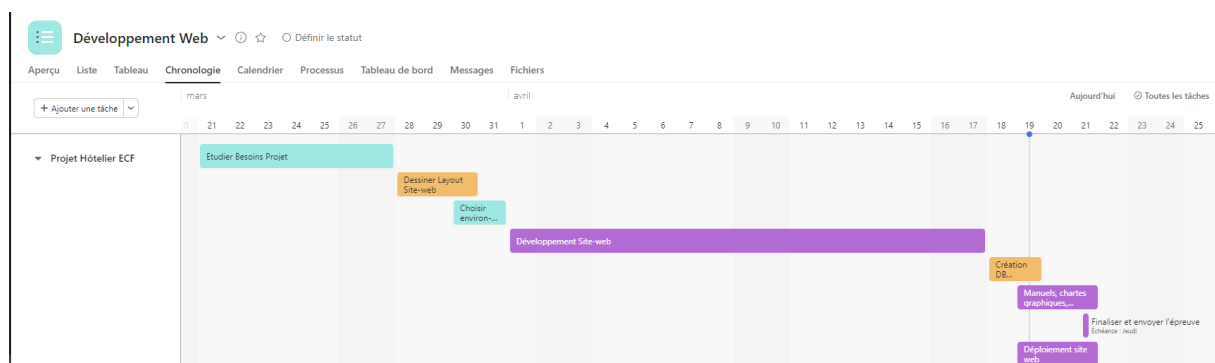 Développement Web
Définir le statut
Aperçu Liste Tableau Chronologie Calendrier Processus Tableau de bord Messages Fichiers
+ Ajouter une tâche
mars avril Aujourd'hui Toutes les tâches
20 21 22 23 24 25 26 27 28 29 30 31 1 2 3 4 5 6 7 8 9 10 11 12 13 14 15 16 17 18 19 20 21 22 23 24 25
Projet Hôtelier ECF
Etudier Besoins Projet
Dessiner Layout
Site-web
Choisir
environ-...
Développement Site-web
Création
DB...
Manuels, chartes
graphiques,...
Finaliser et envoyer l'épreuve
Échéance : Jeudi
Déploiement site
web